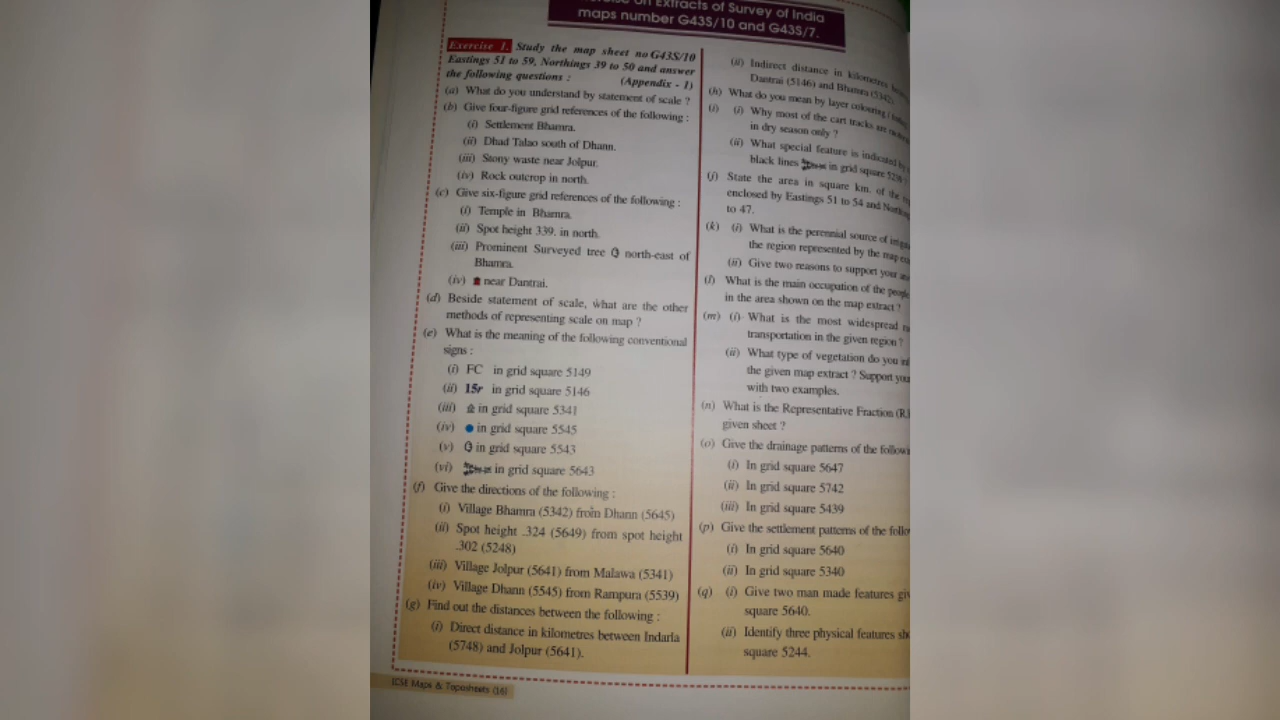 on Extracts of Survey of India
maps number G43S/10 and G43S/7.
Exercise 1. Study the map sheet no G43S/10
Eastings 51 to 59, Northings 39 to 50 and answer
the following questions : (Appendix - 1)
(a) What do you understand by statement of scale ?
(b) Give four-figure grid references of the following :
(i) Settlement Bhamra.
(ii) Dhad Talao south of Dhann.
(iii) Stony waste near Jolpur.
(iv) Rock outcrop in north.
(c) Give six-figure grid references of the following :
(i) Temple in Bhamra.
(ii) Spot height 339. in north.
(iii) Prominent Surveyed tree north-east of
Bhamra.
(iv) near Dantrai.
(d) Beside statement of scale, what are the other
methods of representing scale on map ?
(e) What is the meaning of the following conventional
signs :
(i) FC in grid square 5149
(ii) 15r in grid square 5146
(iii) in grid square 5341
(iv) in grid square 5545
(v) in grid square 5543
(vi) in grid square 5643
(f) Give the directions of the following :
(i) Village Bhamra (5342) from Dhann (5645)
(ii) Spot height .324 (5649) from spot height
.302 (5248)
(iii) Village Jolpur (5641) from Malawa (5341)
(iv) Village Dhann (5545) from Rampura (5539)
(g) Find out the distances between the following :
(i) Direct distance in kilometres between Indarla
(5748) and Jolpur (5641).
(ii) Indirect distance in kilometres
Dantrai (5146) and Bhamra (5342)
(h) What do you mean by layer colouring
(i) (i) Why most of the cart tracks are
in dry season only ?
(ii) What special feature is indicated
black lines in grid square
(j) State the area in square km. of the
enclosed by Eastings 51 to 54 and
to 47.
(k) (i) What is the perennial source of
the region represented by the map
(ii) Give two reasons to support your
(l) What is the main occupation of the people
in the area shown on the map extract ?
(m) (i) What is the most widespread
transportation in the given region ?
(ii) What type of vegetation do you
the given map extract ? Support your
with two examples.
(n) What is the Representative Fraction
given sheet ?
(o) Give the drainage patterns of the
(i) In grid square 5647
(ii) In grid square 5742
(iii) In grid square 5439
(p) Give the settlement patterns of the
(i) In grid square 5640
(ii) In grid square 5340
(q) (i) Give two man made features
square 5640.
(ii) Identify three physical features
square 5244.
ICSE Maps & Toposheets (16)